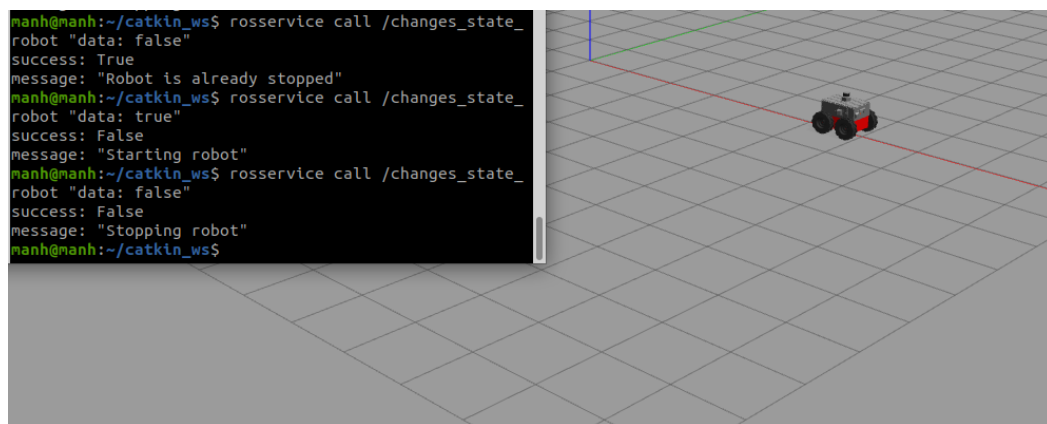 manh@manh:~/catkin_ws$ rosservice call /changes_state_
robot "data: false"
success: True
message: "Robot is already stopped"
manh@manh:~/catkin_ws$ rosservice call /changes_state_
robot "data: true"
success: False
message: "Starting robot"
manh@manh:~/catkin_ws$ rosservice call /changes_state_
robot "data: false"
success: False
message: "Stopping robot"
manh@manh:~/catkin_ws$